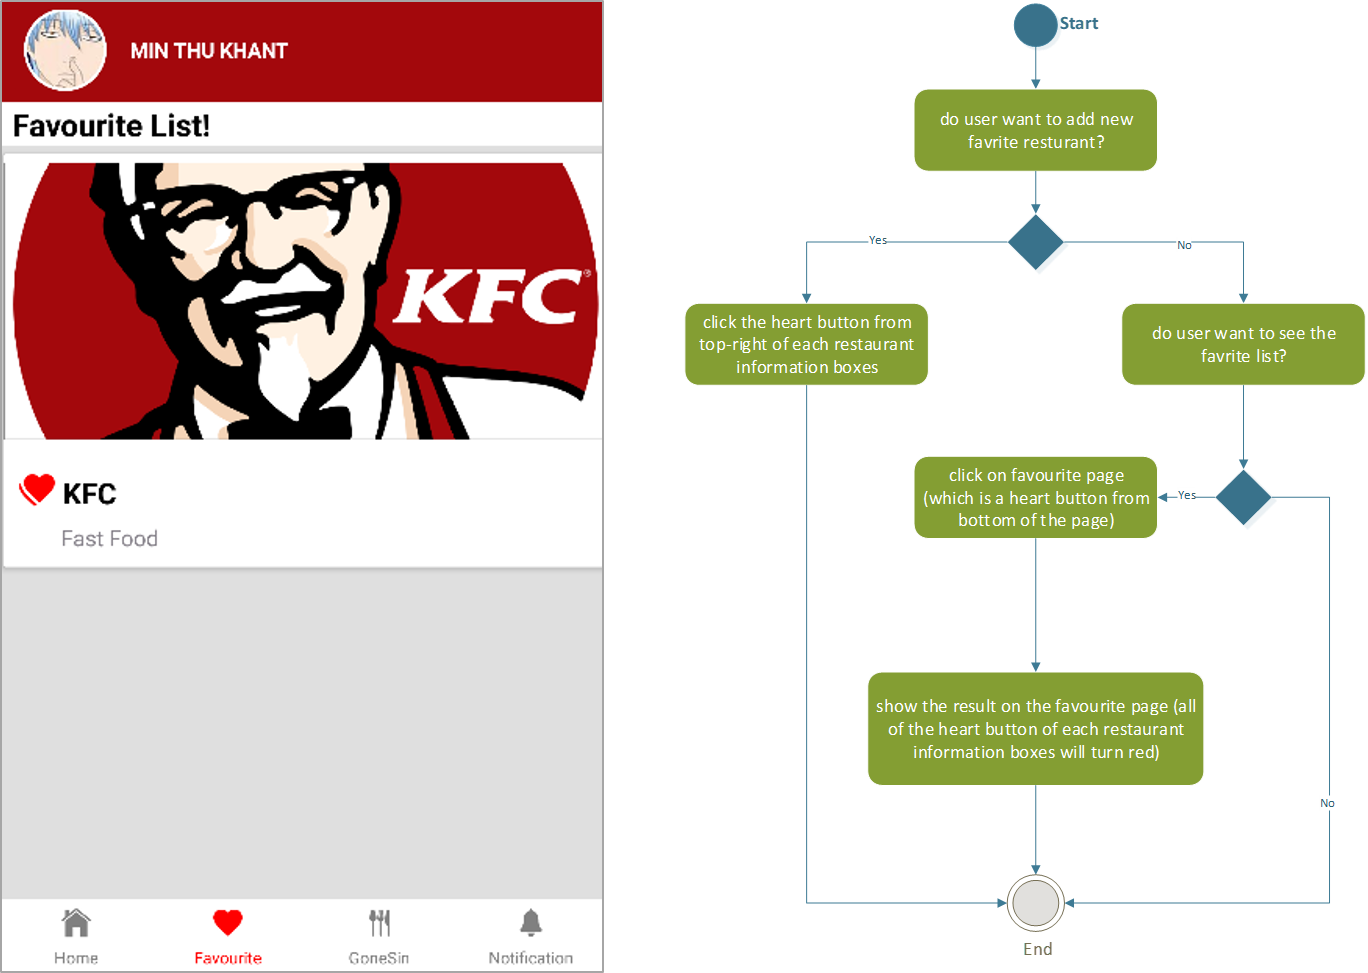 MIN THU KHANT
Favourite List!
KFC®
KFC
Fast Food
Home
Favourite
GoneSin
Notification
Start
do user want to add new
favrite resturant?
Yes
No
click the heart button from
top-right of each restaurant
information boxes
do user want to see the
favrite list?
click on favourite page
(which is a heart button from
bottom of the page)
Yes
show the result on the favourite page (all
of the heart button of each restaurant
information boxes will turn red)
No
End